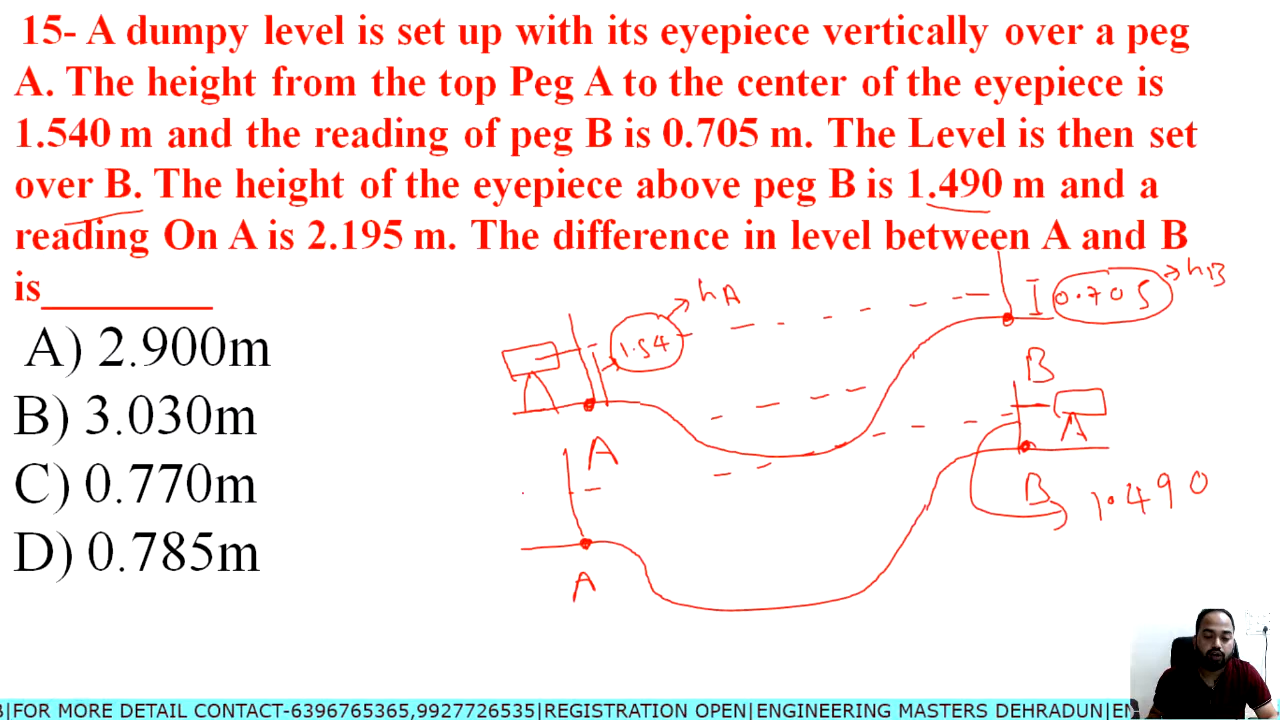 15- A dumpy level is set up with its eyepiece vertically over a peg
A. The height from the top Peg A to the center of the eyepiece is
1.540 m and the reading of peg B is 0.705 m. The Level is then set
over B. The height of the eyepiece above peg B is 1.490 m and a
reading On A is 2.195 m. The difference in level between A and B
is________
A) 2.900m
B) 3.030m
C) 0.770m
D) 0.785m
hA
1.54
0.705
hB
A
B
A
B
1.490
B|FOR MORE DETAIL CONTACT-6396765365,9927726535|REGISTRATION OPEN|ENGINEERING MASTERS DEHRADUN|EN